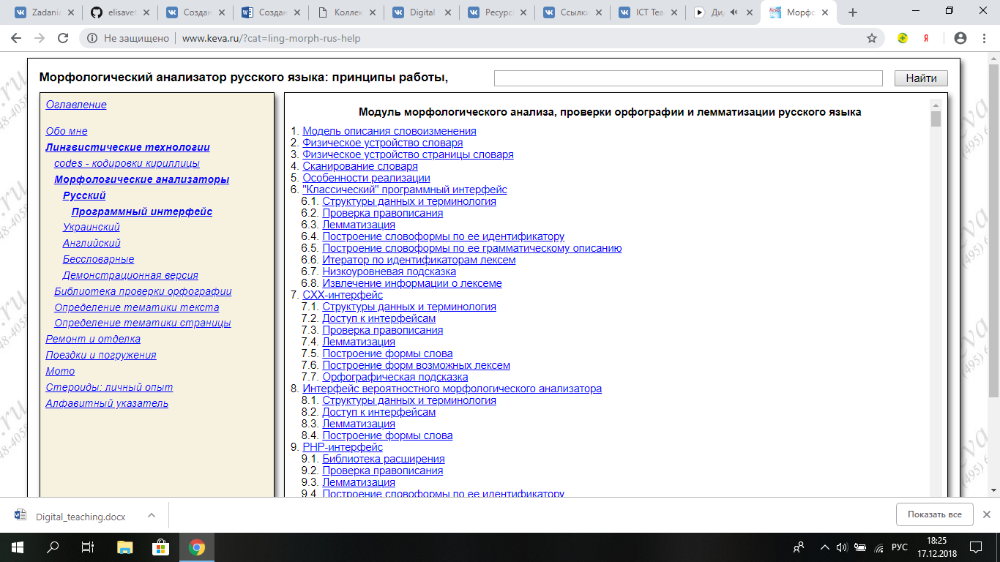 Zadania
elisavet
Создан
Создан
Коллек
Digital
Ресурс
Ссылки
ICT Tea
Ди
Морфо
Не защищено
www.keva.ru/?cat=ling-morph-rus-help
Морфологический анализатор русского языка: принципы работы,
Найти
Оглавление
Обо мне
Лингвистические технологии
codes - кодировки кириллицы
Морфологические анализаторы
Русский
Программный интерфейс
Украинский
Английский
Бессловарные
Демонстрационная версия
Библиотека проверки орфографии
Определение тематики текста
Определение тематики страницы
Ремонт и отделка
Поездки и погружения
Мото
Стероиды: личный опыт
Алфавитный указатель
Модуль морфологического анализа, проверки орфографии и лемматизации русского языка
1. Модель описания словоизменения
2. Физическое устройство словаря
3. Физическое устройство страницы словаря
4. Сканирование словаря
5. Особенности реализации
6. "Классический" программный интерфейс
6.1. Структуры данных и терминология
6.2. Проверка правописания
6.3. Лемматизация
6.4. Построение словоформы по ее идентификатору
6.5. Построение словоформы по ее грамматическому описанию
6.6. Итератор по идентификаторам лексем
6.7. Низкоуровневая подсказка
6.8. Извлечение информации о лексеме
7. CXX-интерфейс
7.1. Структуры данных и терминология
7.2. Доступ к интерфейсам
7.3. Проверка правописания
7.4. Лемматизация
7.5. Построение формы слова
7.6. Построение форм возможных лексем
7.7. Орфографическая подсказка
8. Интерфейс вероятностного морфологического анализатора
8.1. Структуры данных и терминология
8.2. Доступ к интерфейсам
8.3. Лемматизация
8.4. Построение формы слова
9. PHP-интерфейс
9.1. Библиотека расширения
9.2. Проверка правописания
9.3. Лемматизация
9.4. Построение словоформы по ее идентификатору
Digital_teaching.docx
Показать все
РУС
18:25
17.12.2018